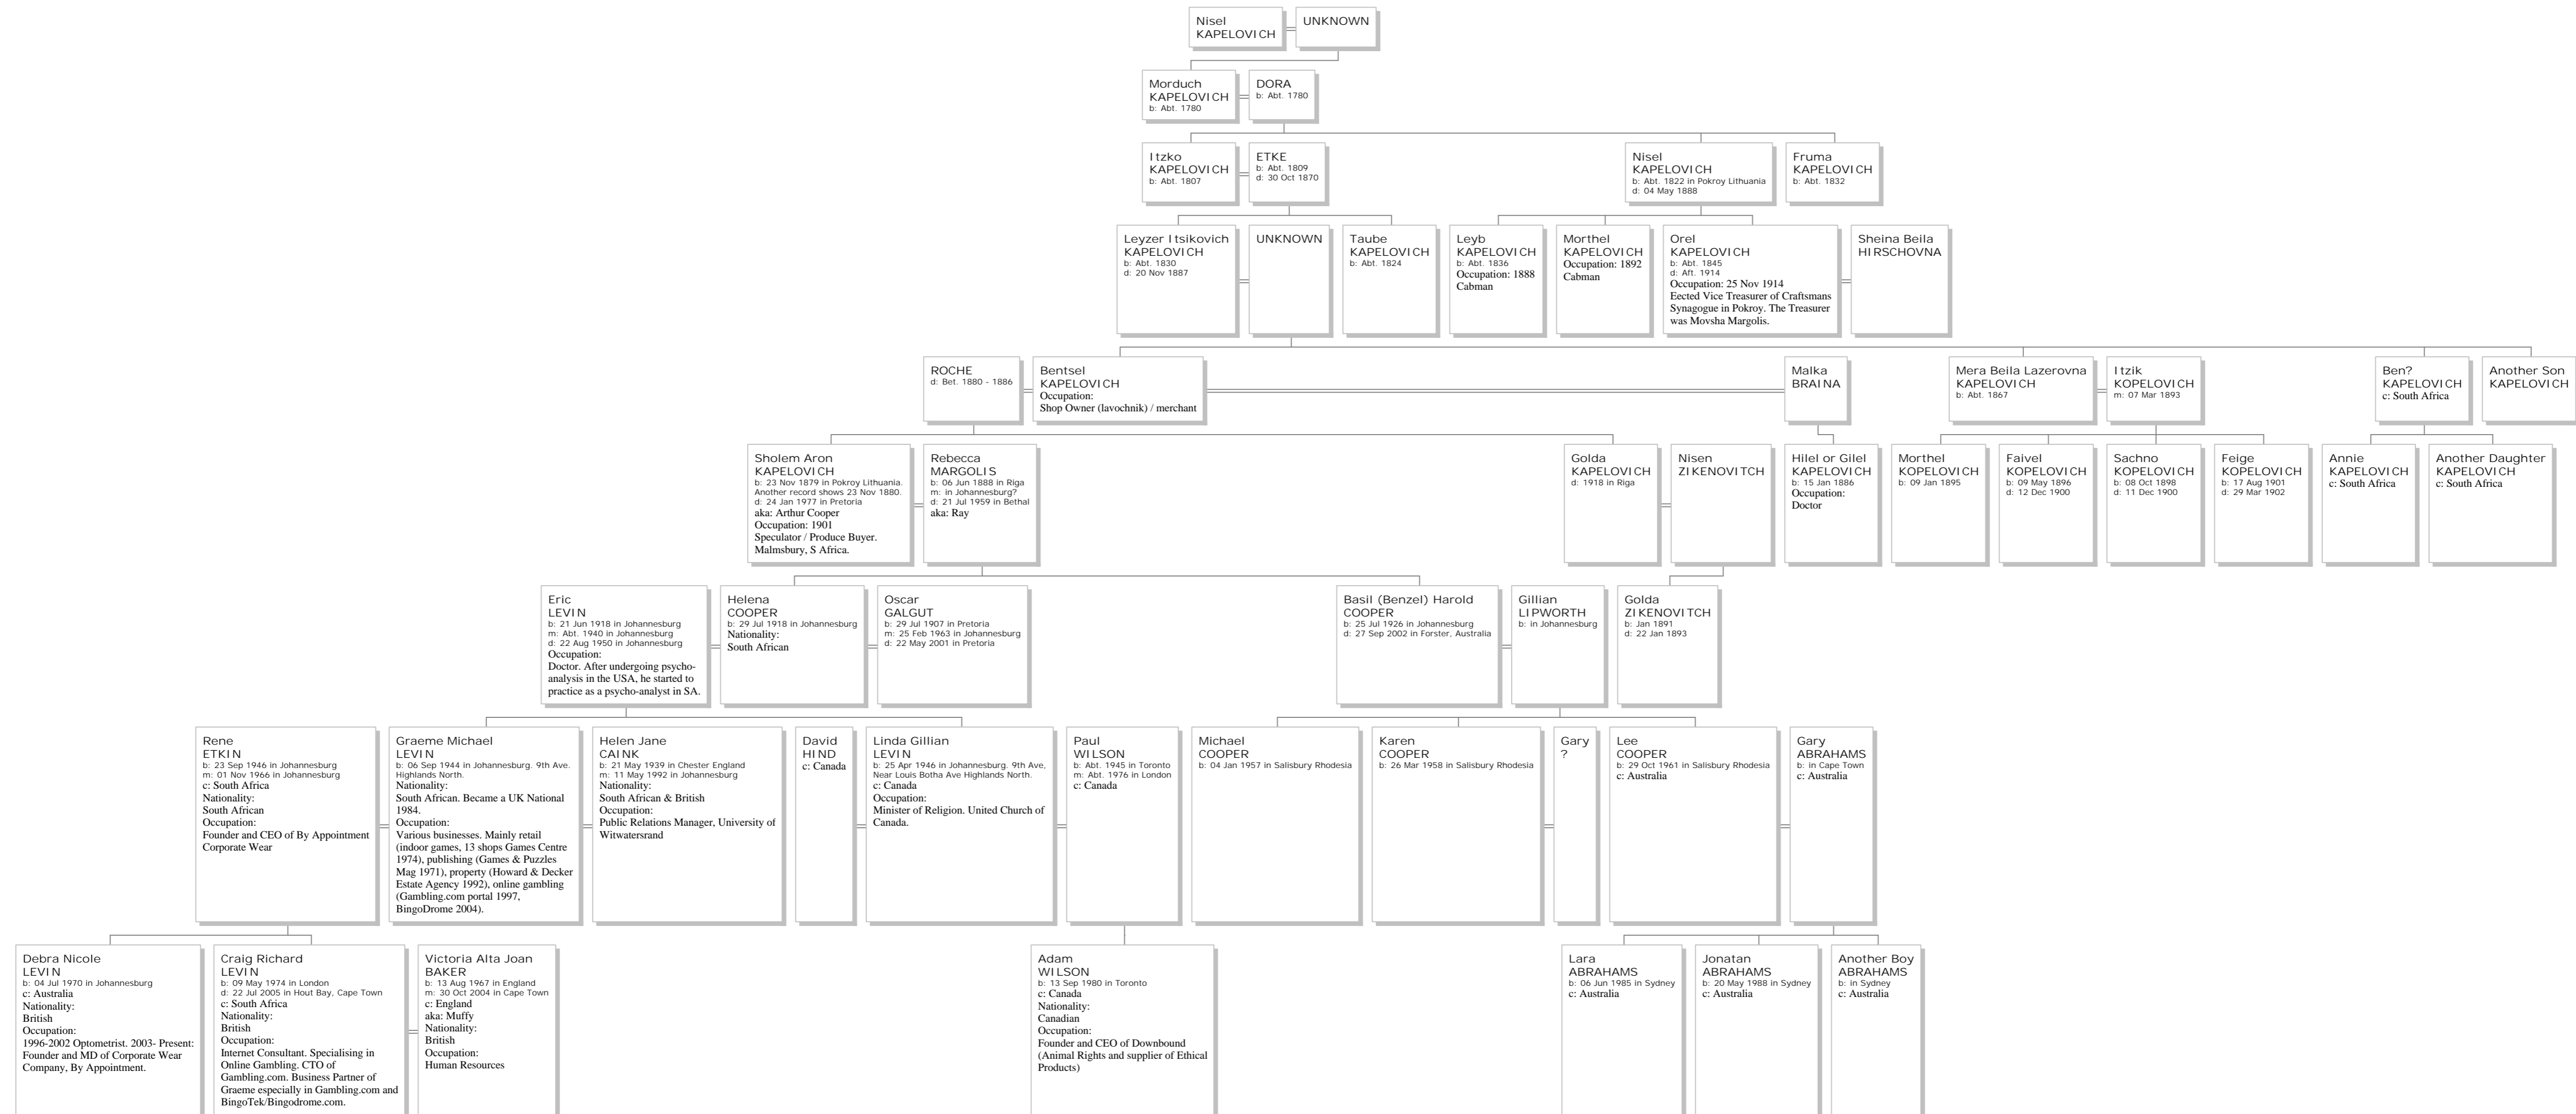 Nisel
KAPELOVICH
UNKNOWN
Morduch
KAPELOVICH
b: Abt. 1780
DORA
b: Abt. 1780
Itzko
KAPELOVICH
b: Abt. 1807
ETKE
b: Abt. 1809
d: 30 Oct 1870
Nisel
KAPELOVICH
b: Abt. 1822 in Pokroy Lithuania
d: 04 May 1888
Fruma
KAPELOVICH
b: Abt. 1832
Leyzer Itsikovich
KAPELOVICH
b: Abt. 1830
d: 20 Nov 1887
UNKNOWN
Taube
KAPELOVICH
b: Abt. 1824
Leyb
KAPELOVICH
b: Abt. 1836
Occupation: 1888
Cabman
Morthel
KAPELOVICH
Occupation: 1892
Cabman
Orel
KAPELOVICH
b: Abt. 1845
d: Aft. 1914
Occupation: 25 Nov 1914
Eected Vice Treasurer of Craftsmans
Synagogue in Pokroy. The Treasurer
was Movsha Margolis.
Sheina Beila
HIRSCHOVNA
ROCHE
d: Bet. 1880 - 1886
Bentsel
KAPELOVICH
Occupation:
Shop Owner (lavochnik) / merchant
Malka
BRAINA
Mera Beila Lazerovna
KAPELOVICH
b: Abt. 1867
Itzik
KOPELOVICH
m: 07 Mar 1893
Ben?
KAPELOVICH
c: South Africa
Another Son
KAPELOVICH
Sholem Aron
KAPELOVICH
b: 23 Nov 1879 in Pokroy Lithuania.
Another record shows 23 Nov 1880.
d: 24 Jan 1977 in Pretoria
aka: Arthur Cooper
Occupation: 1901
Speculator / Produce Buyer.
Malmsbury, S Africa.
Rebecca
MARGOLIS
b: 06 Jun 1888 in Riga
m: in Johannesburg?
d: 21 Jul 1959 in Bethal
aka: Ray
Golda
KAPELOVICH
d: 1918 in Riga
Nisen
ZIKENOVITCH
Hilel or Gilel
KAPELOVICH
b: 15 Jan 1886
Occupation:
Doctor
Morthel
KOPELOVICH
b: 09 Jan 1895
Faivel
KOPELOVICH
b: 09 May 1896
d: 12 Dec 1900
Sachno
KOPELOVICH
b: 08 Oct 1898
d: 11 Dec 1900
Feige
KOPELOVICH
b: 17 Aug 1901
d: 29 Mar 1902
Annie
KAPELOVICH
c: South Africa
Another Daughter
KAPELOVICH
c: South Africa
Eric
LEVIN
b: 21 Jun 1918 in Johannesburg
m: Abt. 1940 in Johannesburg
d: 22 Aug 1950 in Johannesburg
Occupation:
Doctor. After undergoing psycho-
analysis in the USA, he started to
practice as a psycho-analyst in SA.
Helena
COOPER
b: 29 Jul 1918 in Johannesburg
Nationality:
South African
Oscar
GALGUT
b: 29 Jul 1907 in Pretoria
m: 25 Feb 1963 in Johannesburg
d: 22 May 2001 in Pretoria
Basil (Benzel) Harold
COOPER
b: 25 Jul 1926 in Johannesburg
d: 27 Sep 2002 in Forster, Australia
Gillian
LIPWORTH
b: in Johannesburg
Golda
ZIKENOVITCH
b: Jan 1891
d: 22 Jan 1893
Rene
ETKIN
b: 23 Sep 1946 in Johannesburg
m: 01 Nov 1966 in Johannesburg
c: South Africa
Nationality:
South African
Occupation:
Founder and CEO of By Appointment
Corporate Wear
Graeme Michael
LEVIN
b: 06 Sep 1944 in Johannesburg. 9th Ave.
Highlands North.
Nationality:
South African. Became a UK National
1984.
Occupation:
Various businesses. Mainly retail
(indoor games, 13 shops Games Centre
1974), publishing (Games & Puzzles
Mag 1971), property (Howard & Decker
Estate Agency 1992), online gambling
(Gambling.com portal 1997,
BingoDrome 2004).
Helen Jane
CAINK
b: 21 May 1939 in Chester England
m: 11 May 1992 in Johannesburg
Nationality:
South African & British
Occupation:
Public Relations Manager, University of
Witwatersrand
David
HIND
c: Canada
Linda Gillian
LEVIN
b: 25 Apr 1946 in Johannesburg. 9th Ave,
Near Louis Botha Ave Highlands North.
c: Canada
Occupation:
Minister of Religion. United Church of
Canada.
Paul
WILSON
b: Abt. 1945 in Toronto
m: Abt. 1976 in London
c: Canada
Michael
COOPER
b: 04 Jan 1957 in Salisbury Rhodesia
Karen
COOPER
b: 26 Mar 1958 in Salisbury Rhodesia
Gary
?
Lee
COOPER
b: 29 Oct 1961 in Salisbury Rhodesia
c: Australia
Gary
ABRAHAMS
b: in Cape Town
c: Australia
Debra Nicole
LEVIN
b: 04 Jul 1970 in Johannesburg
c: Australia
Nationality:
British
Occupation:
1996-2002 Optometrist. 2003- Present:
Founder and MD of Corporate Wear
Company, By Appointment.
Craig Richard
LEVIN
b: 09 May 1974 in London
d: 22 Jul 2005 in Hout Bay, Cape Town
c: South Africa
Nationality:
British
Occupation:
Internet Consultant. Specialising in
Online Gambling. CTO of
Gambling.com. Business Partner of
Graeme especially in Gambling.com and
BingoTek/Bingodrome.com.
Victoria Alta Joan
BAKER
b: 13 Aug 1967 in England
m: 30 Oct 2004 in Cape Town
c: England
aka: Muffy
Nationality:
British
Occupation:
Human Resources
Adam
WILSON
b: 13 Sep 1980 in Toronto
c: Canada
Nationality:
Canadian
Occupation:
Founder and CEO of Downbound
(Animal Rights and supplier of Ethical
Products)
Lara
ABRAHAMS
b: 06 Jun 1985 in Sydney
c: Australia
Jonatan
ABRAHAMS
b: 20 May 1988 in Sydney
c: Australia
Another Boy
ABRAHAMS
b: in Sydney
c: Australia